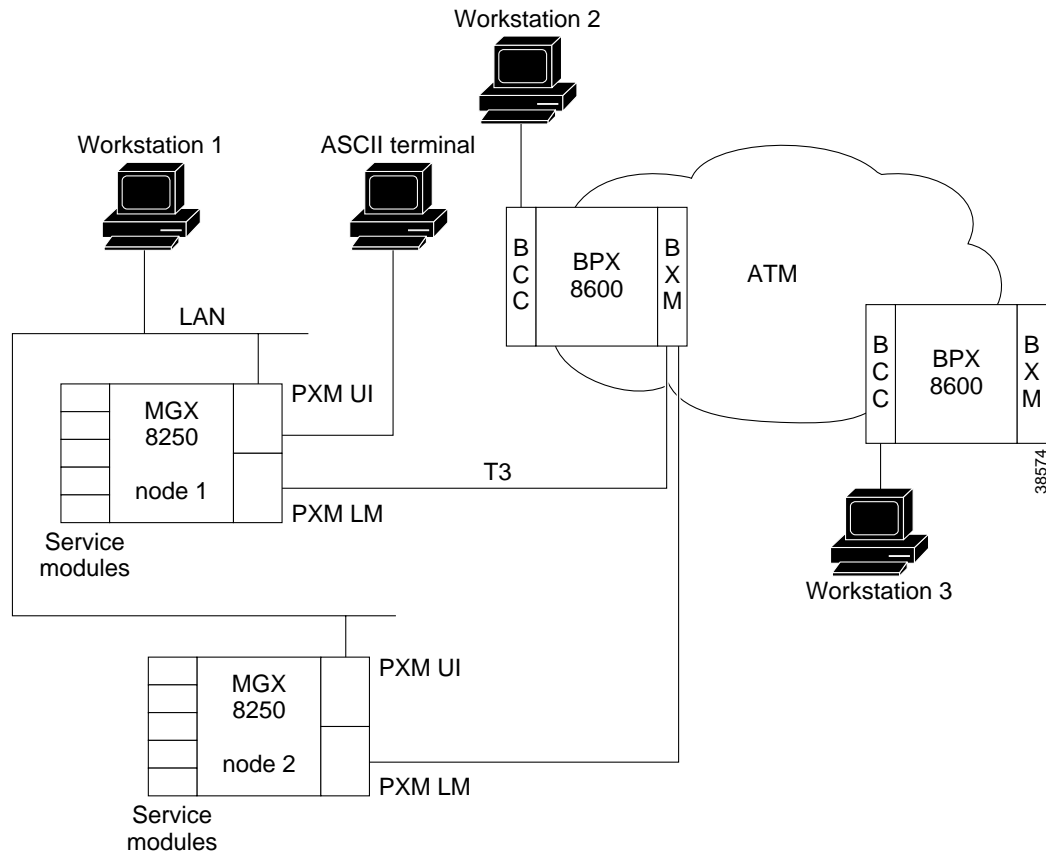 Workstation 2
Workstation 1
ASCII terminal
B
C
C
BPX
8600
B
X
M
ATM
LAN
B
C
C
BPX
8600
B
X
M
PXM UI
MGX
8250
node 1
T3
PXM LM
38574
Service
modules
Workstation 3
PXM UI
MGX
8250
node 2
PXM LM
Service
modules